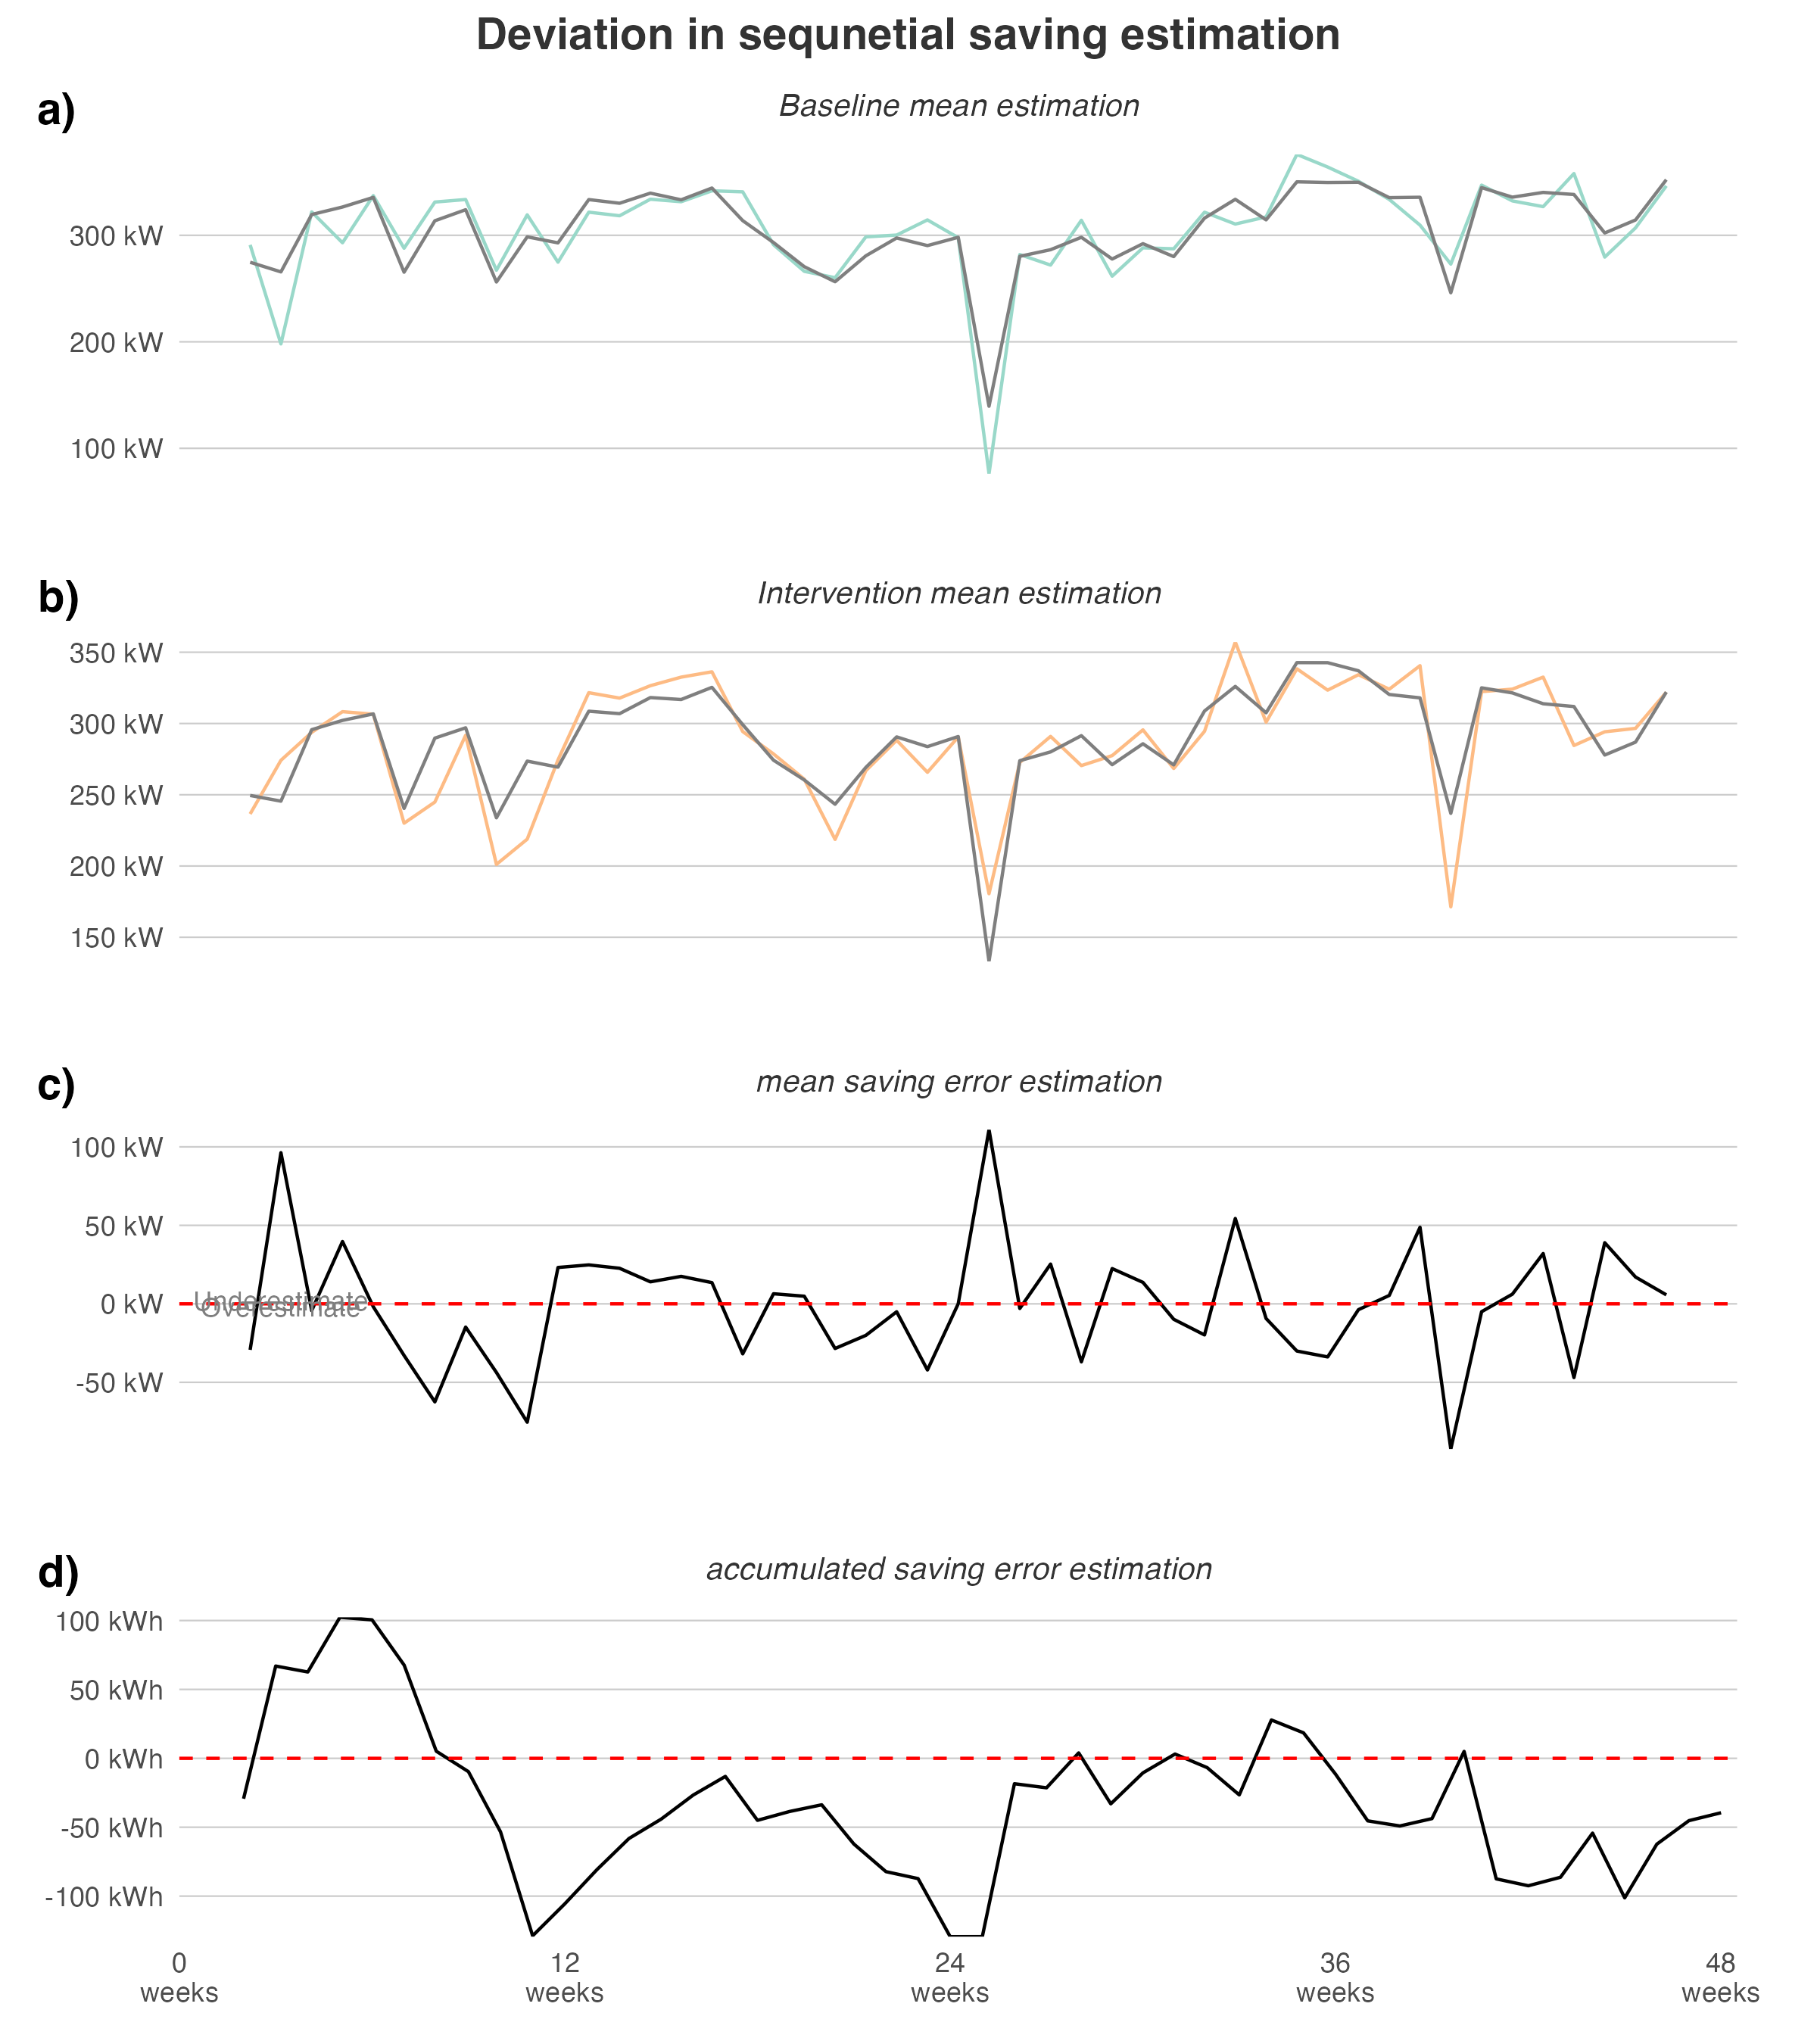 Deviation in sequnetial saving estimation
a)
Baseline mean estimation
300 kW
200 kW
100 kW
b)
Intervention mean estimation
350 kW
300 kW
250 kW
200 kW
150 kW
c)
mean saving error estimation
100 kW
50 kW
0 kW
Underestimate
Overestimate
-50 kW
d)
accumulated saving error estimation
100 kWh
50 kWh
0 kWh
-50 kWh
-100 kWh
0 12 24 36 48
weeks weeks weeks weeks weeks